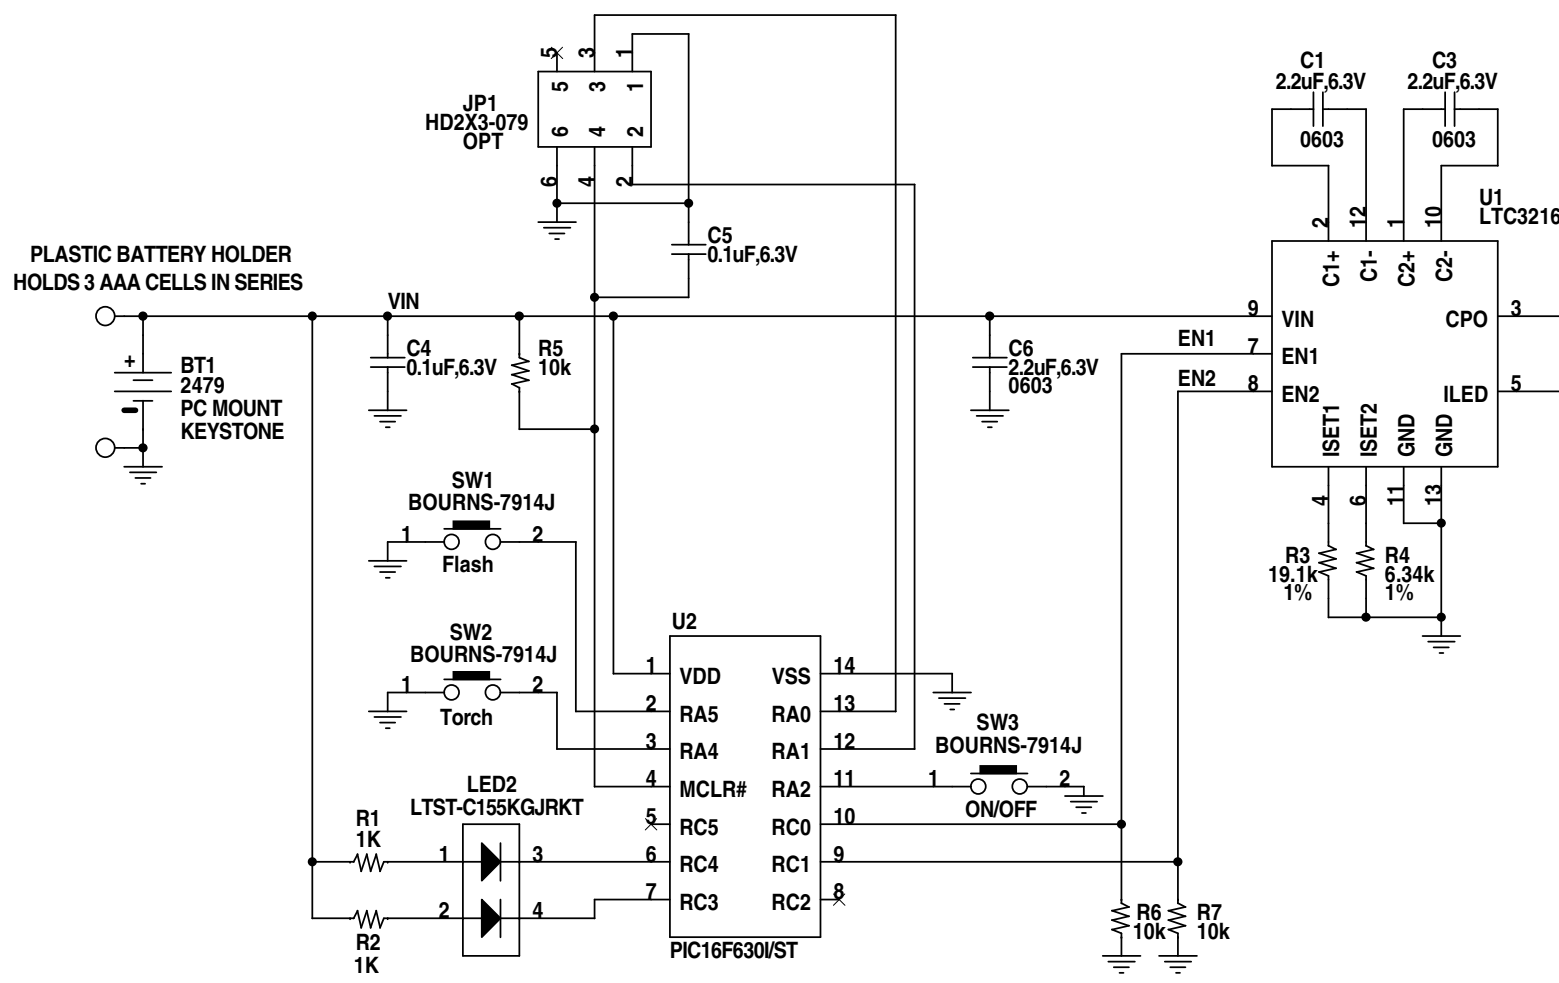 5 3 1
5 3 1
6 4 2
6 4 2
JP1
HD2X3-079
OPT
C5
0.1uF,6.3V
C1
2.2uF,6.3V
0603
C3
2.2uF,6.3V
0603
U1
LTC3216
2 12 1 10
C1+ C1- C2+ C2-
PLASTIC BATTERY HOLDER
HOLDS 3 AAA CELLS IN SERIES
VIN
+
BT1
2479
PC MOUNT
KEYSTONE
-
C4
0.1uF,6.3V
R5
10k
C6
2.2uF,6.3V
0603
9 VIN
EN1 7 EN1
EN2 8 EN2
CPO 3
ILED 5
ISET1 ISET2 GND GND
4 6 11 13
R3
19.1k
1%
R4
6.34k
1%
SW1
BOURNS-7914J
1 2
Flash
SW2
BOURNS-7914J
1 2
Torch
U2
1 VDD VSS 14
2 RA5 RA0 13
3 RA4 RA1 12
4 MCLR# RA2 11
5 RC5 RC0 10
6 RC4 RC1 9
7 RC3 RC2 8
PIC16F630I/ST
SW3
BOURNS-7914J
1 2
ON/OFF
LED2
LTST-C155KGJRKT
1 3
2 4
R1
1K
R2
1K
R6
10k
R7
10k